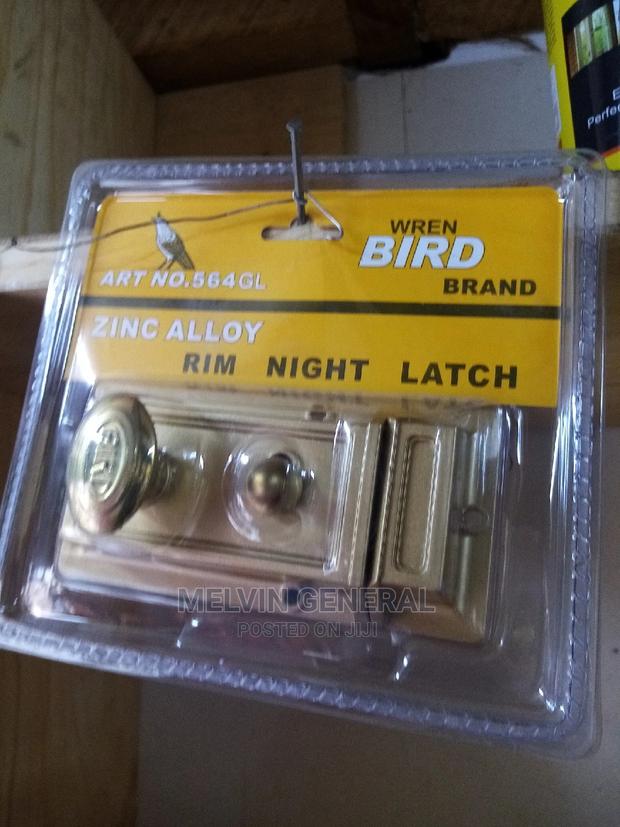 WREN
BIRD
BRAND
ART NO.564GL
ZINC ALLOY
RIM NIGHT LATCH
MELVIN GENERAL
POSTED ON JIJI